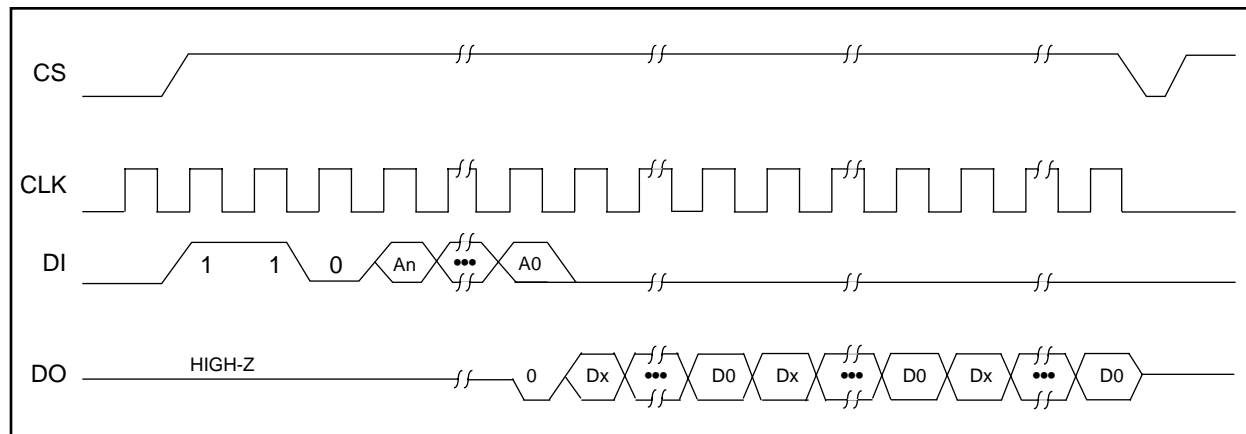 CS
CLK
DI 1 1 0 An ••• A0
HIGH-Z
DO 0 Dx ••• D0 Dx ••• D0 Dx ••• D0